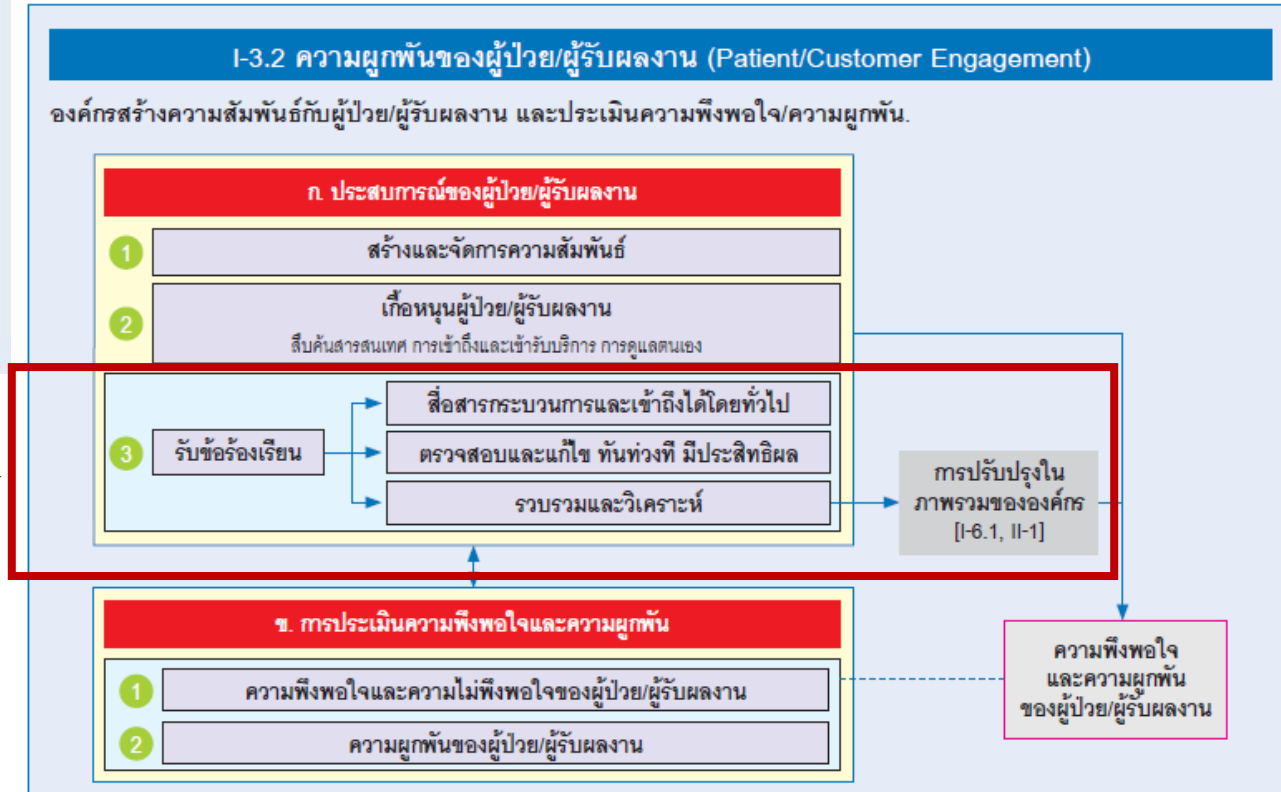 I-3.2 ความผูกพันของผู้ป่วย/ผู้รับผลงาน (Patient/Customer Engagement)
องค์กรสร้างความสัมพันธ์กับผู้ป่วย/ผู้รับผลงาน และประเมินความพึงพอใจ/ความผูกพัน.
ก. ประสบการณ์ของผู้ป่วย/ผู้รับผลงาน
1 สร้างและจัดการความสัมพันธ์
2 เกื้อหนุนผู้ป่วย/ผู้รับผลงาน
สืบค้นสารสนเทศ การเข้าถึงและเข้ารับบริการ การดูแลตนเอง
3 รับข้อร้องเรียน
สื่อสารกระบวนการและเข้าถึงได้โดยทั่วไป
ตรวจสอบและแก้ไข ทันท่วงที มีประสิทธิผล
รวบรวมและวิเคราะห์
การปรับปรุงใน
ภาพรวมขององค์กร
[I-6.1, II-1]
ข. การประเมินความพึงพอใจและความผูกพัน
1 ความพึงพอใจและความไม่พึงพอใจของผู้ป่วย/ผู้รับผลงาน
2 ความผูกพันของผู้ป่วย/ผู้รับผลงาน
ความพึงพอใจ
และความผูกพัน
ของผู้ป่วย/ผู้รับผลงาน